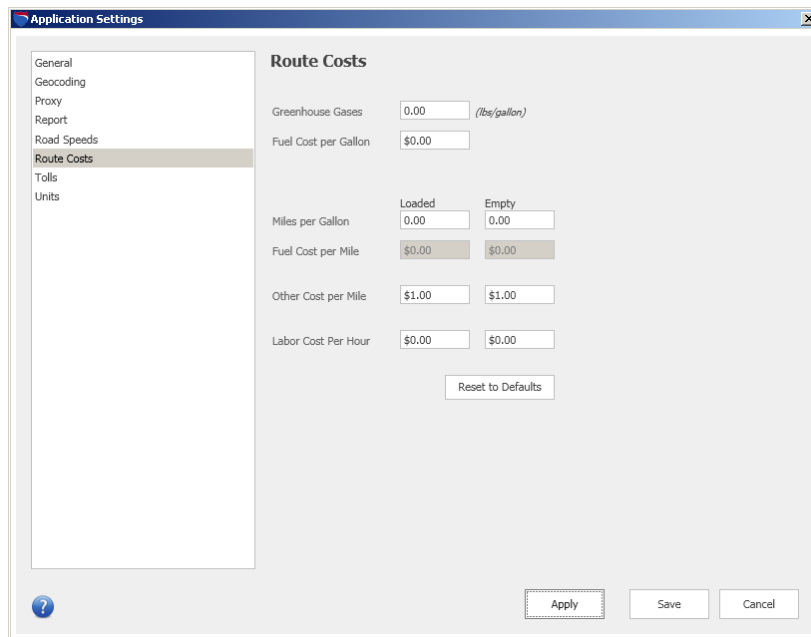 Application Settings
General
Geocoding
Proxy
Report
Road Speeds
Route Costs
Tolls
Units
Route Costs
Greenhouse Gases 0.00 (lbs/gallon)
Fuel Cost per Gallon $0.00
Loaded Empty
Miles per Gallon 0.00 0.00
Fuel Cost per Mile $0.00 $0.00
Other Cost per Mile $1.00 $1.00
Labor Cost Per Hour $0.00 $0.00
Reset to Defaults
? Apply Save Cancel